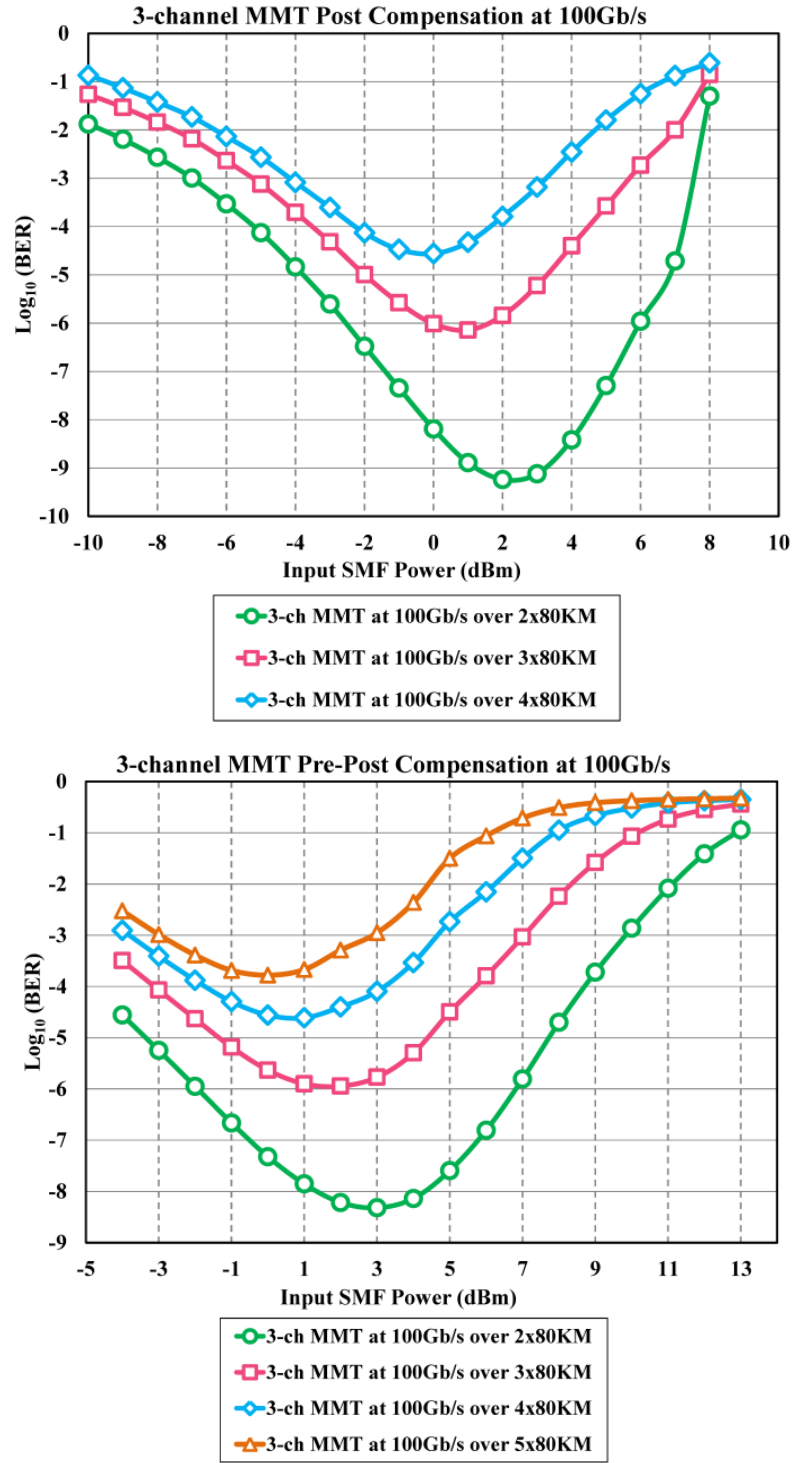 3-channel MMT Post Compensation at 100Gb/s
0
-1
-2
-3
-4
-5
-6
-7
-8
-9
-10
Log10 (BER)
-10 -8 -6 -4 -2 0 2 4 6 8 10
Input SMF Power (dBm)
3-ch MMT at 100Gb/s over 2x80KM
3-ch MMT at 100Gb/s over 3x80KM
3-ch MMT at 100Gb/s over 4x80KM
3-channel MMT Pre-Post Compensation at 100Gb/s
0
-1
-2
-3
-4
-5
-6
-7
-8
-9
Log10 (BER)
-5 -3 -1 1 3 5 7 9 11 13
Input SMF Power (dBm)
3-ch MMT at 100Gb/s over 2x80KM
3-ch MMT at 100Gb/s over 3x80KM
3-ch MMT at 100Gb/s over 4x80KM
3-ch MMT at 100Gb/s over 5x80KM